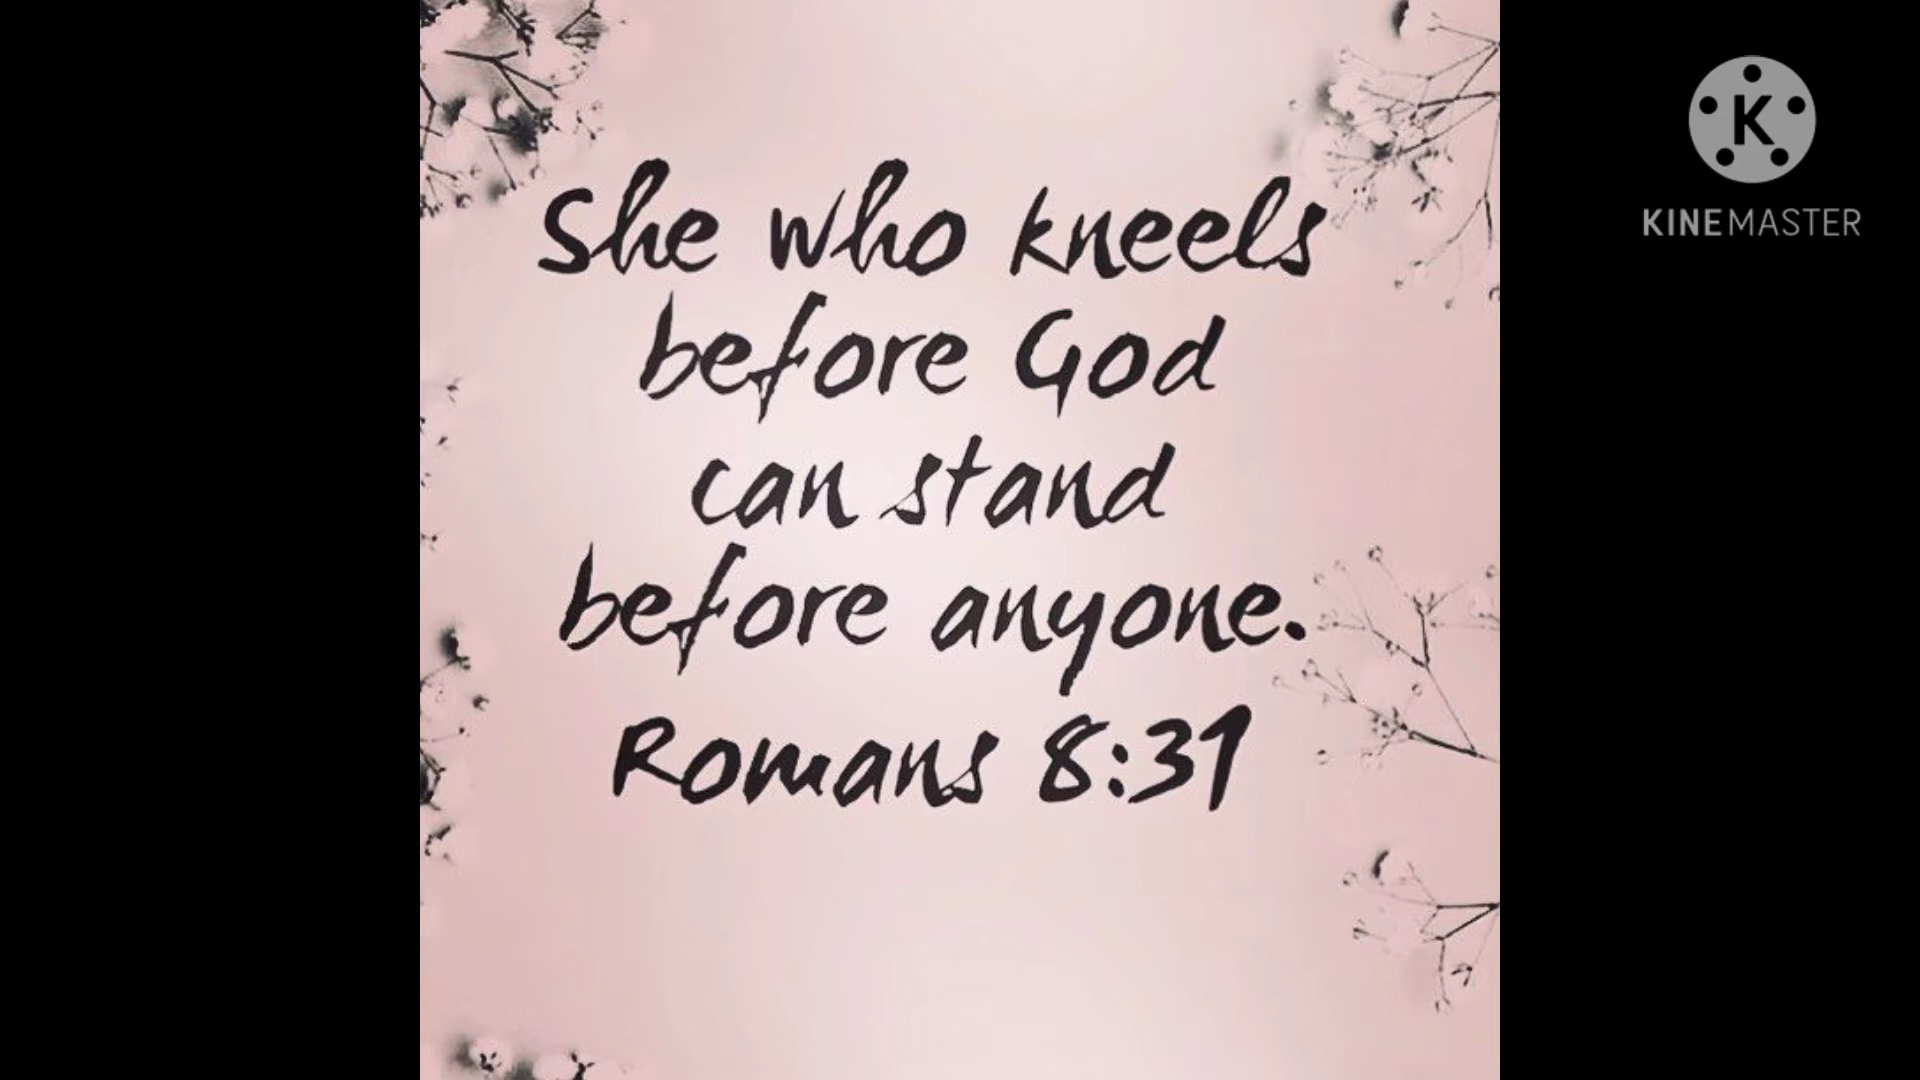 She who kneels
before God
can stand
before anyone.
Romans 8:31
K
KINEMASTER